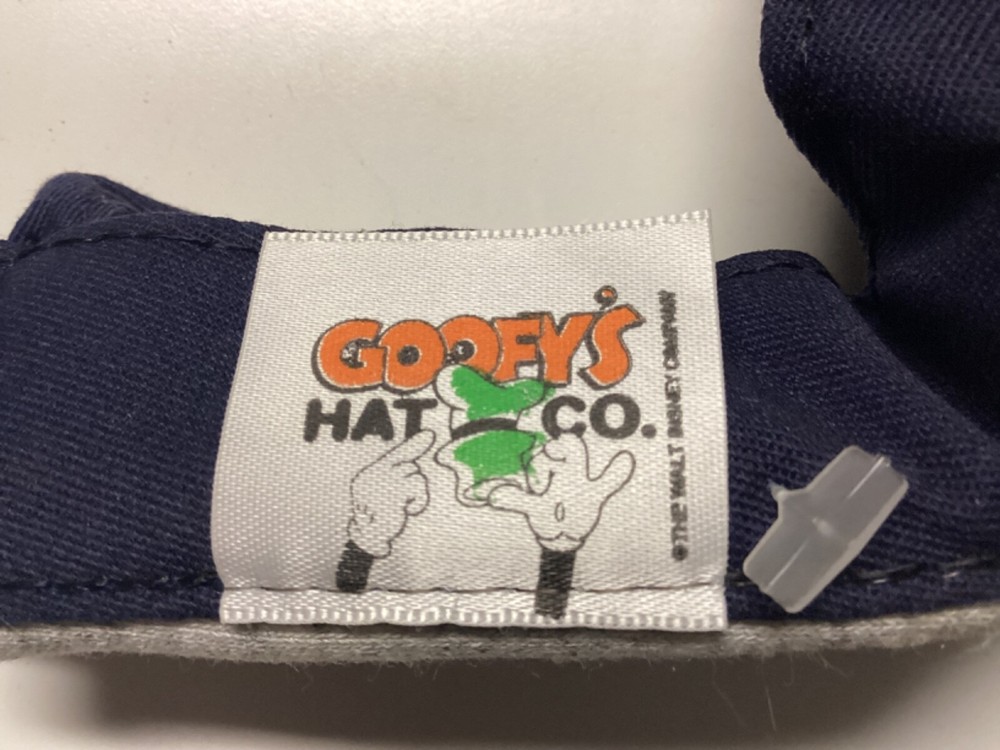 GOOFY'S
HAT CO.
©THE WALT DISNEY COMPANY